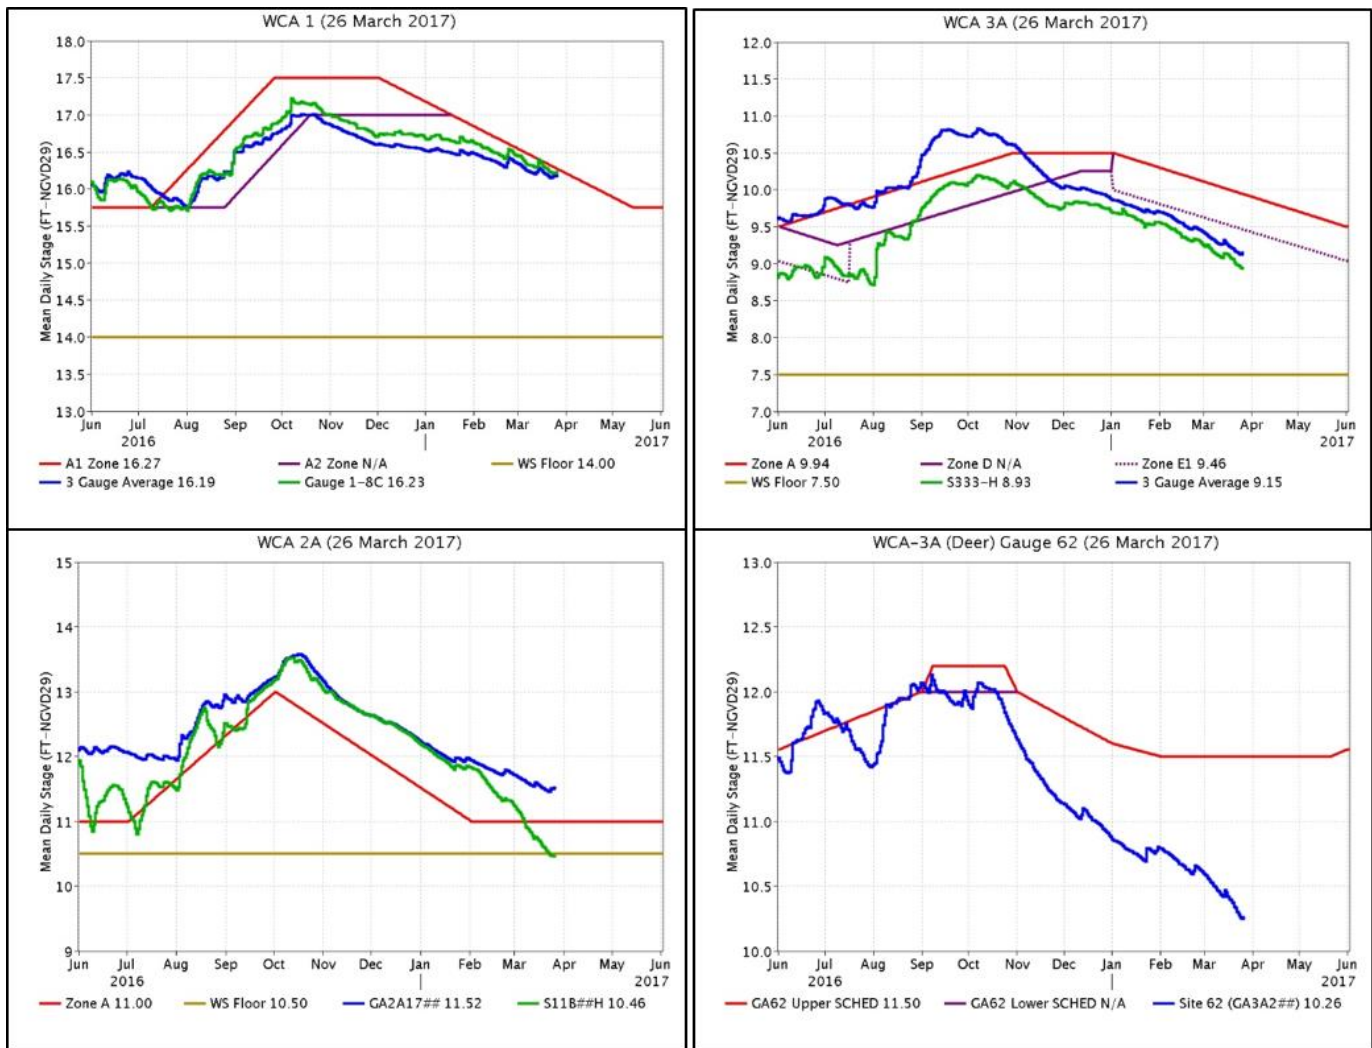 WCA 1 (26 March 2017)
Mean Daily Stage (FT-NGVD29)
18.0
17.5
17.0
16.5
16.0
15.5
15.0
14.5
14.0
13.5
13.0
Jun Jul Aug Sep Oct Nov Dec Jan Feb Mar Apr May Jun
2016 2017
A1 Zone 16.27 A2 Zone N/A WS Floor 14.00
3 Gauge Average 16.19 Gauge 1-8C 16.23
WCA 3A (26 March 2017)
Mean Daily Stage (FT-NGVD29)
12.0
11.5
11.0
10.5
10.0
9.5
9.0
8.5
8.0
7.5
7.0
Jun Jul Aug Sep Oct Nov Dec Jan Feb Mar Apr May Jun
2016 2017
Zone A 9.94 Zone D N/A Zone E1 9.46
WS Floor 7.50 S333-H 8.93 3 Gauge Average 9.15
WCA 2A (26 March 2017)
Mean Daily Stage (FT-NGVD29)
15
14
13
12
11
10
9
Jun Jul Aug Sep Oct Nov Dec Jan Feb Mar Apr May Jun
2016 2017
Zone A 11.00 WS Floor 10.50 GA2A17## 11.52 S11B##H 10.46
WCA-3A (Deer) Gauge 62 (26 March 2017)
Mean Daily Stage (FT-NGVD29)
13.0
12.5
12.0
11.5
11.0
10.5
10.0
Jun Jul Aug Sep Oct Nov Dec Jan Feb Mar Apr May Jun
2016 2017
GA62 Upper SCHED 11.50 GA62 Lower SCHED N/A Site 62 (GA3A2##) 10.26